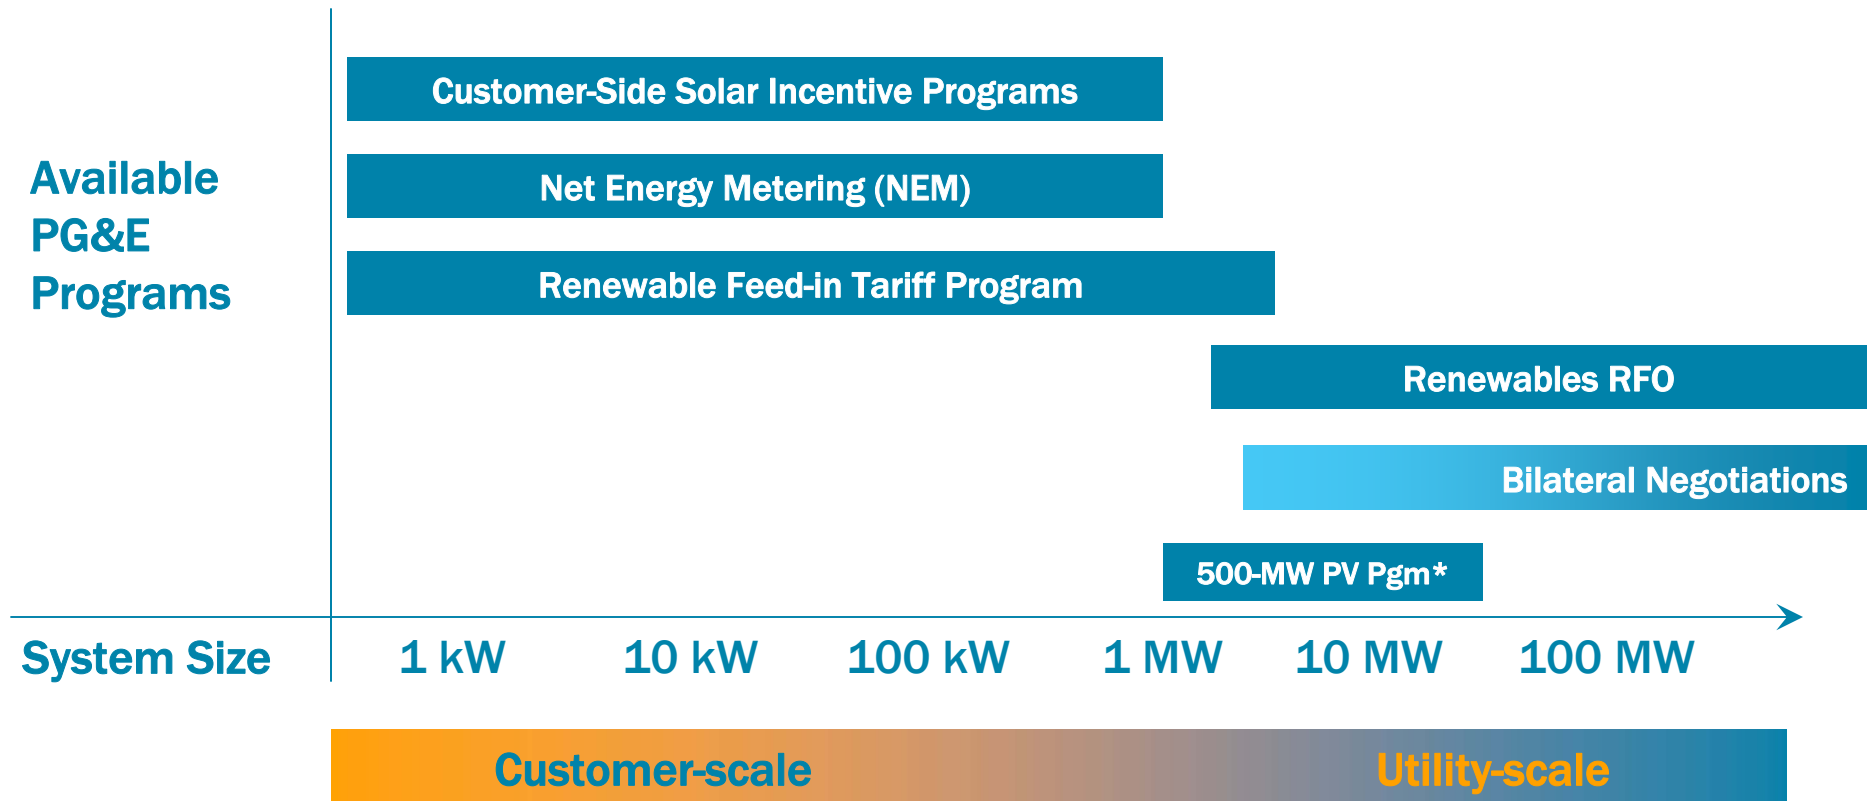 Customer-Side Solar Incentive Programs
Net Energy Metering (NEM)
Available
PG&E
Programs
Renewable Feed-in Tariff Program
Renewables RFO
Bilateral Negotiations
500-MW PV Pgm*
System Size
1 kW
10 kW
100 kW
1 MW
10 MW
100 MW
Customer-scale
Utility-scale